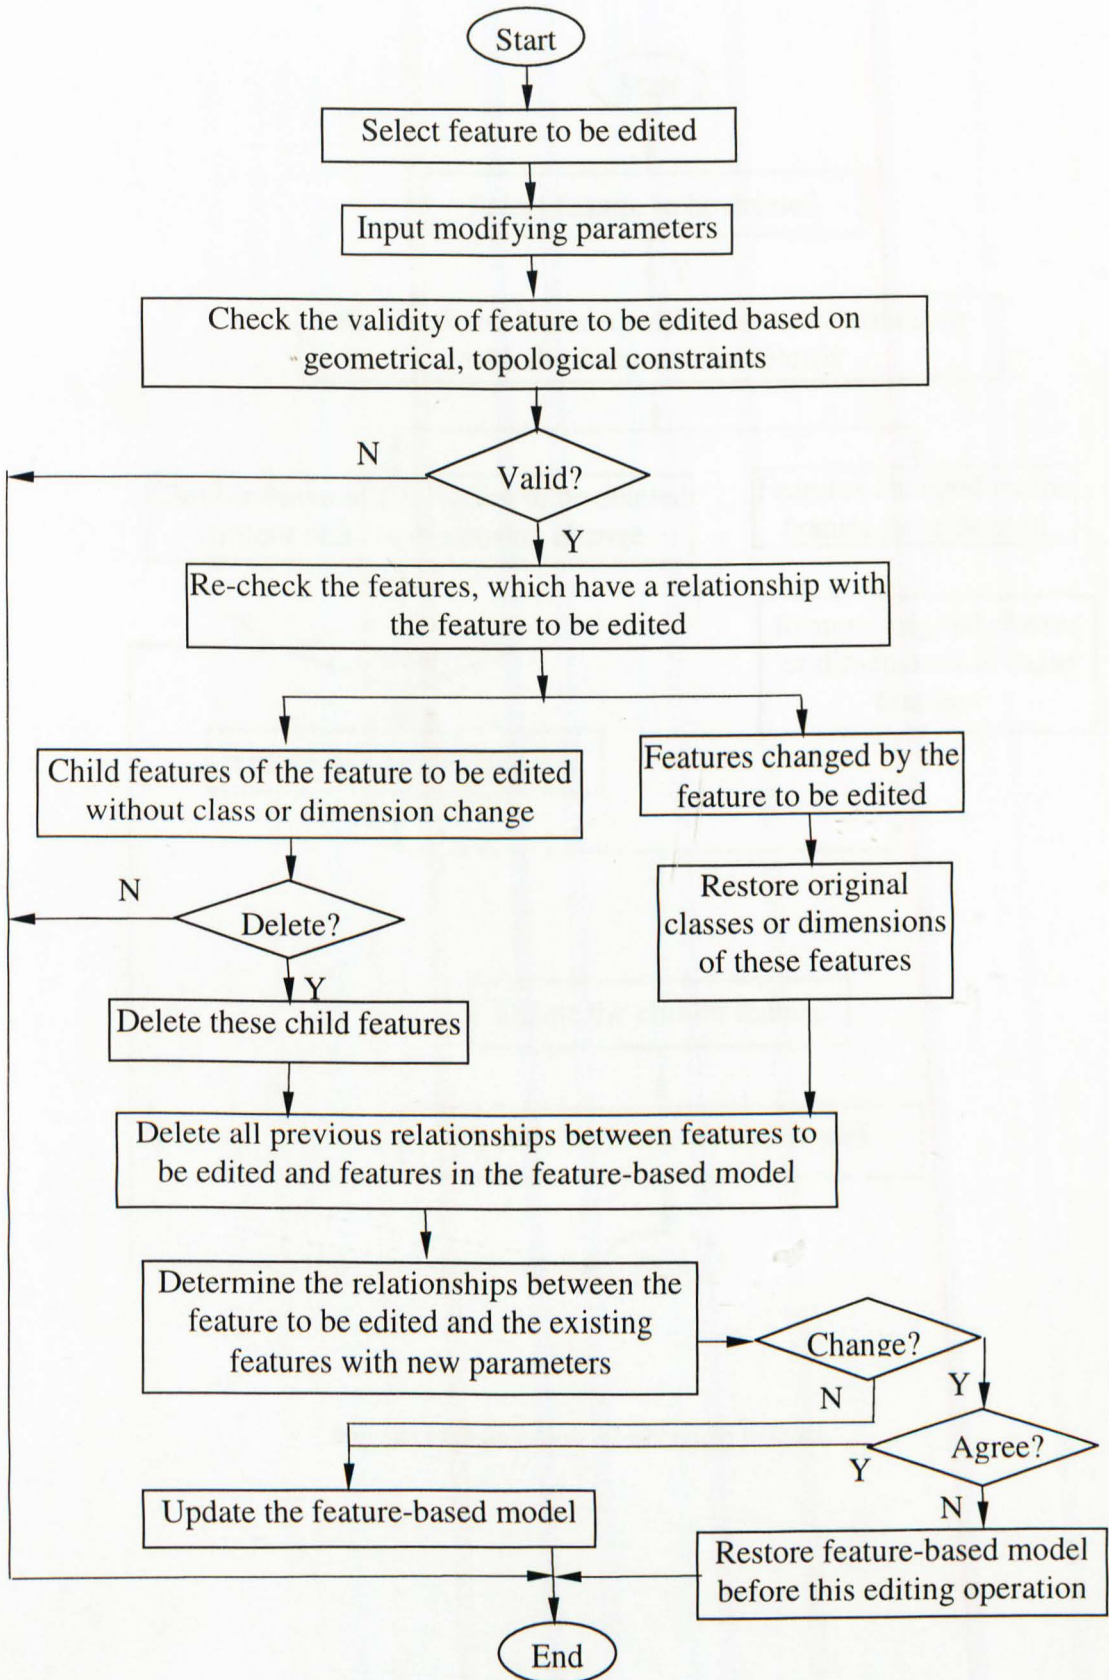 Start
Select feature to be edited
Input modifying parameters
Check the validity of feature to be edited based on
geometrical, topological constraints
N
Valid?
Y
Re-check the features, which have a relationship with
the feature to be edited
Child features of the feature to be edited
without class or dimension change
Features changed by the
feature to be edited
N
Delete?
Y
Restore original
classes or dimensions
of these features
Delete these child features
Delete all previous relationships between features to
be edited and features in the feature-based model
Determine the relationships between the
feature to be edited and the existing
features with new parameters
Change?
N
Y
Agree?
Y
N
Update the feature-based model
Restore feature-based model
before this editing operation
End